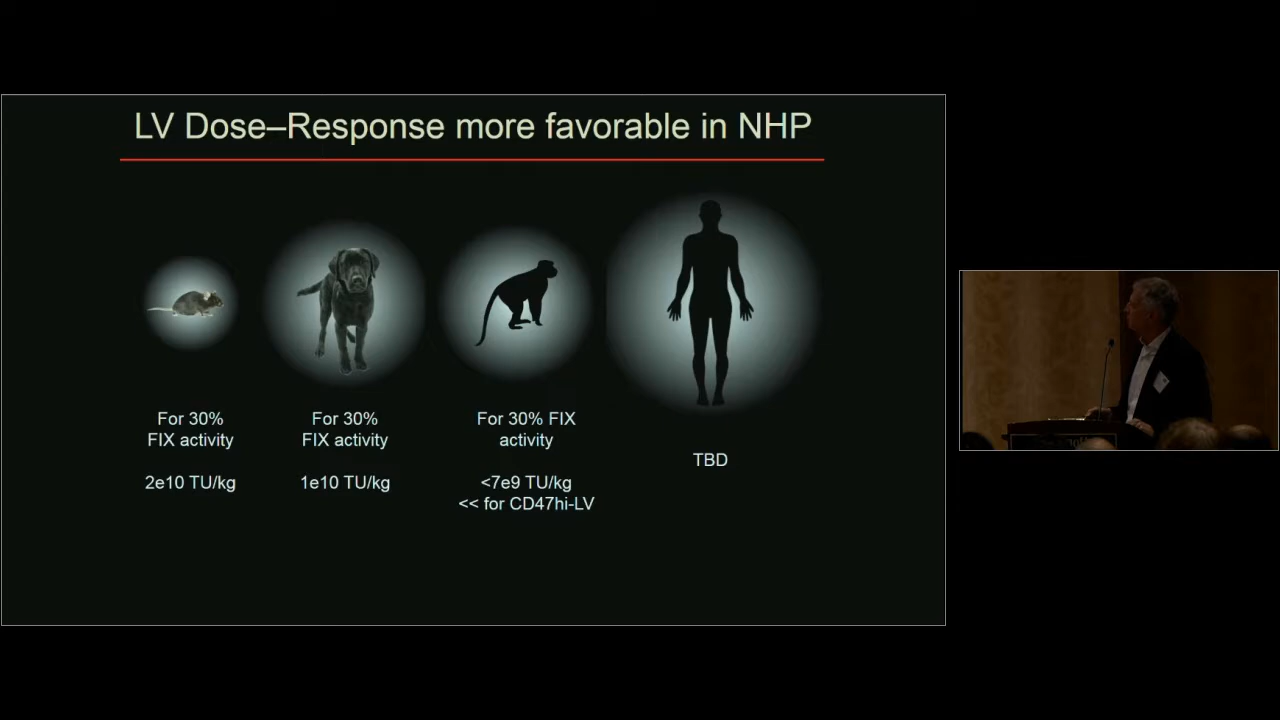 LV Dose–Response more favorable in NHP
For 30%
FIX activity
2e10 TU/kg
For 30%
FIX activity
1e10 TU/kg
For 30% FIX
activity
<7e9 TU/kg
<< for CD47hi-LV
TBD